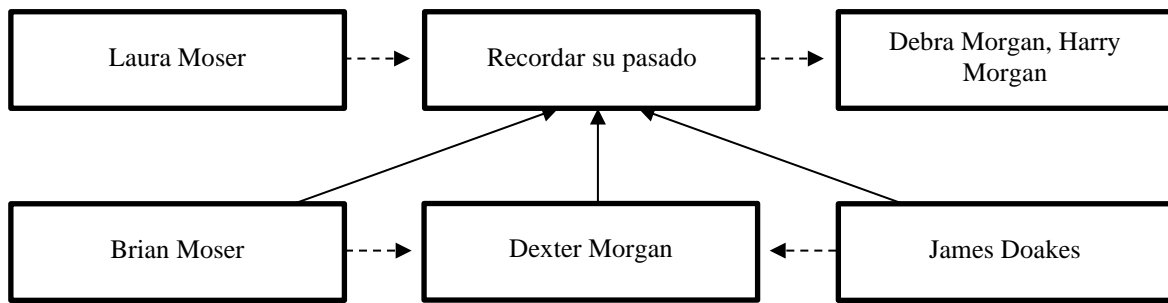 Laura Moser
Recordar su pasado
Debra Morgan, Harry
Morgan
Brian Moser
Dexter Morgan
James Doakes